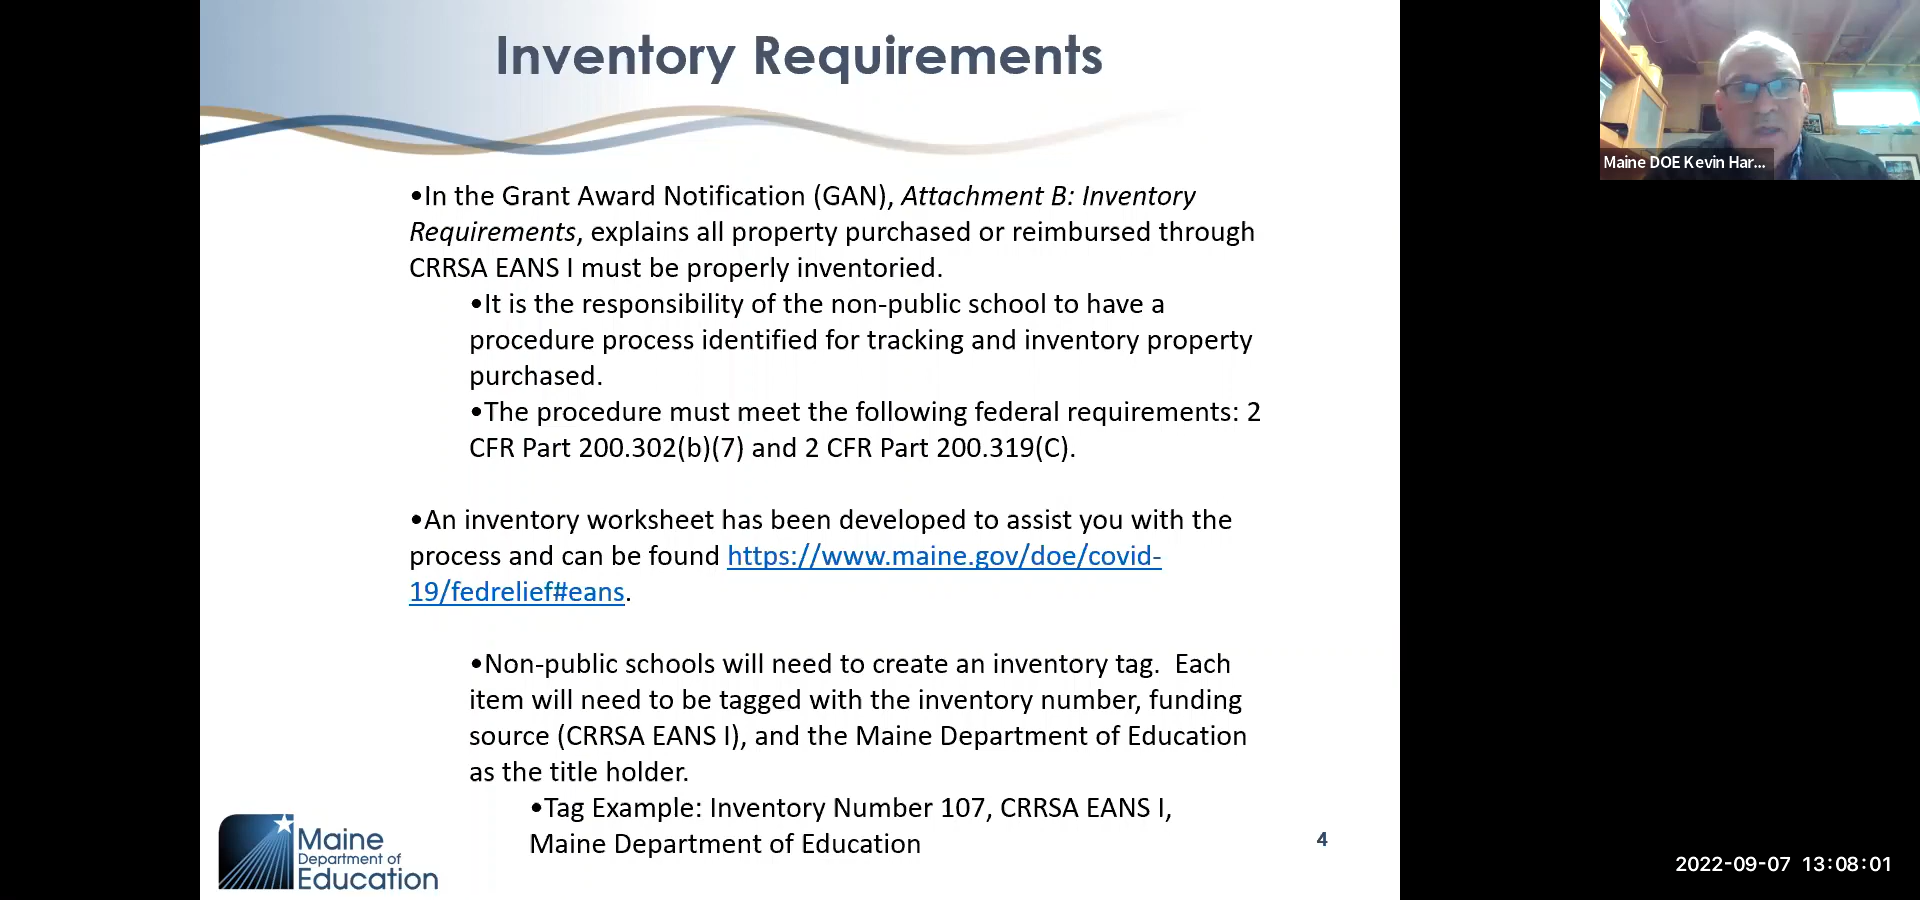 Inventory Requirements
•In the Grant Award Notification (GAN), Attachment B: Inventory
Requirements, explains all property purchased or reimbursed through
CRRSA EANS I must be properly inventoried.
•It is the responsibility of the non-public school to have a
procedure process identified for tracking and inventory property
purchased.
•The procedure must meet the following federal requirements: 2
CFR Part 200.302(b)(7) and 2 CFR Part 200.319(C).
•An inventory worksheet has been developed to assist you with the
process and can be found https://www.maine.gov/doe/covid-
19/fedrelief#eans.
•Non-public schools will need to create an inventory tag.  Each
item will need to be tagged with the inventory number, funding
source (CRRSA EANS I), and the Maine Department of Education
as the title holder.
•Tag Example: Inventory Number 107, CRRSA EANS I,
Maine Department of Education
Maine
Department of
Education
4
Maine DOE Kevin Har...
2022-09-07 13:08:01